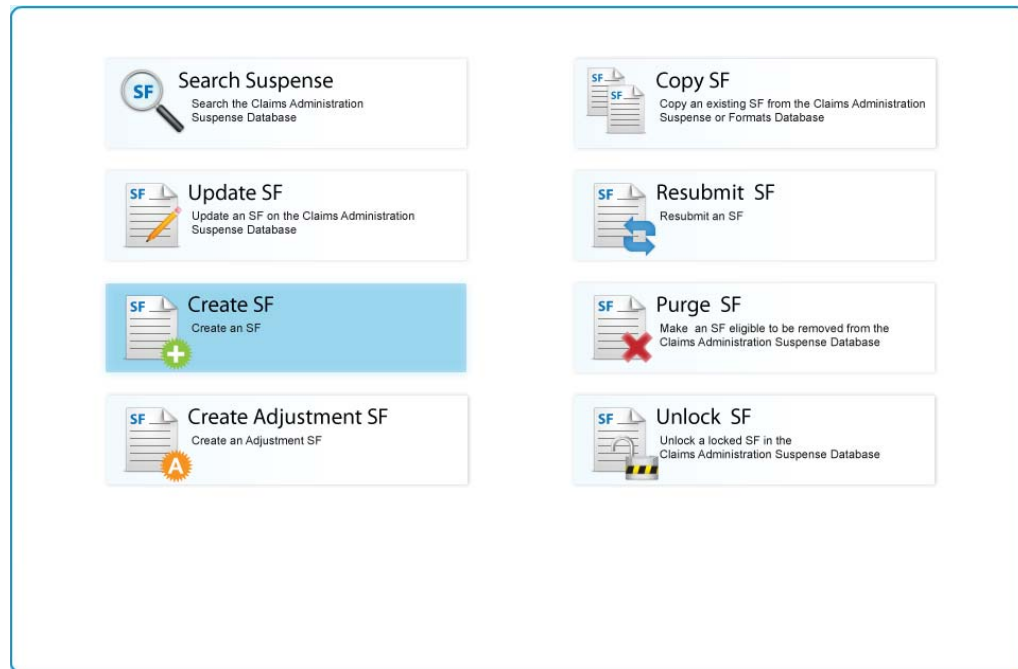 SF
Search Suspense
Search the Claims Administration
Suspense Database
SF
Update SF
Update an SF on the Claims Administration
Suspense Database
SF
Create SF
Create an SF
SF
Create Adjustment SF
Create an Adjustment SF
A
SF
SF
Copy SF
Copy an existing SF from the Claims Administration
Suspense or Formats Database
SF
Resubmit SF
Resubmit an SF
SF
Purge SF
Make an SF eligible to be removed from the
Claims Administration Suspense Database
SF
Unlock SF
Unlock a locked SF in the
Claims Administration Suspense Database